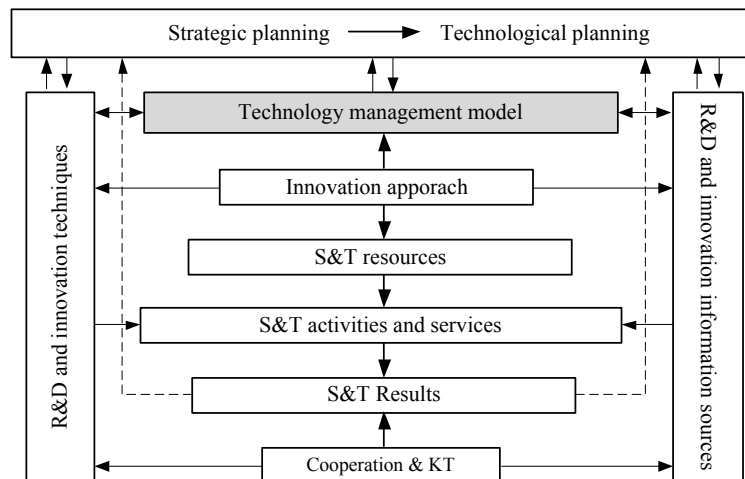 Strategic planning Technological planning
Technology management model
Innovation apporach
S&T resources
S&T activities and services
S&T Results
Cooperation & KT
R&D and innovation techniques
R&D and innovation information
sources